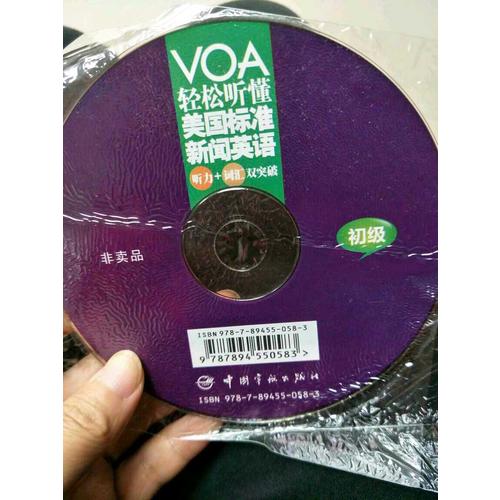 VOA
轻松听懂
美国标准
新闻英语
听力+词汇双突破
初级
非卖品
ISBN 978-7-89455-058-3
9 787894 550583 >
中国宇航出版社
ISBN 978-7-89455-058-3